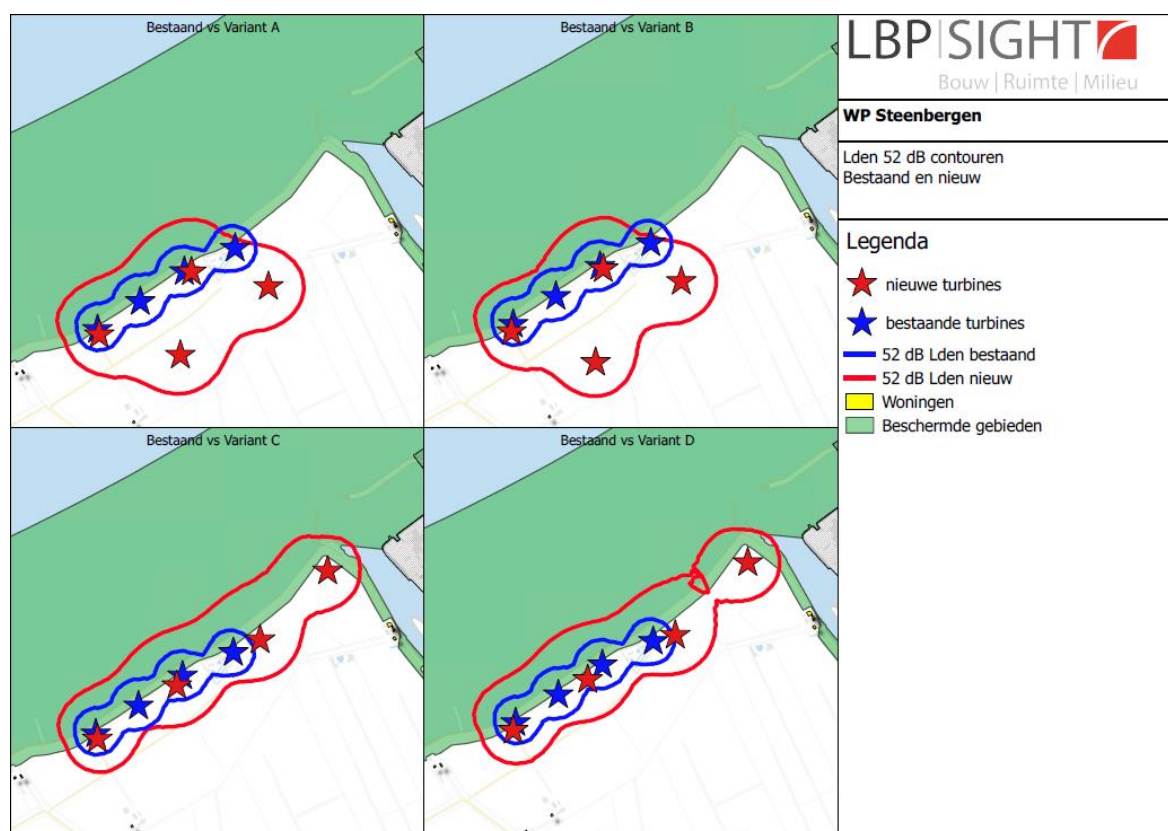 Bestaand vs Variant A
Bestaand vs Variant B
Bestaand vs Variant C
Bestaand vs Variant D
LBP|SIGHT
Bouw | Ruimte | Milieu
WP Steenbergen
Lden 52 dB contouren
Bestaand en nieuw
Legenda
nieuwe turbines
bestaande turbines
52 dB Lden bestaand
52 dB Lden nieuw
Woningen
Beschermde gebieden